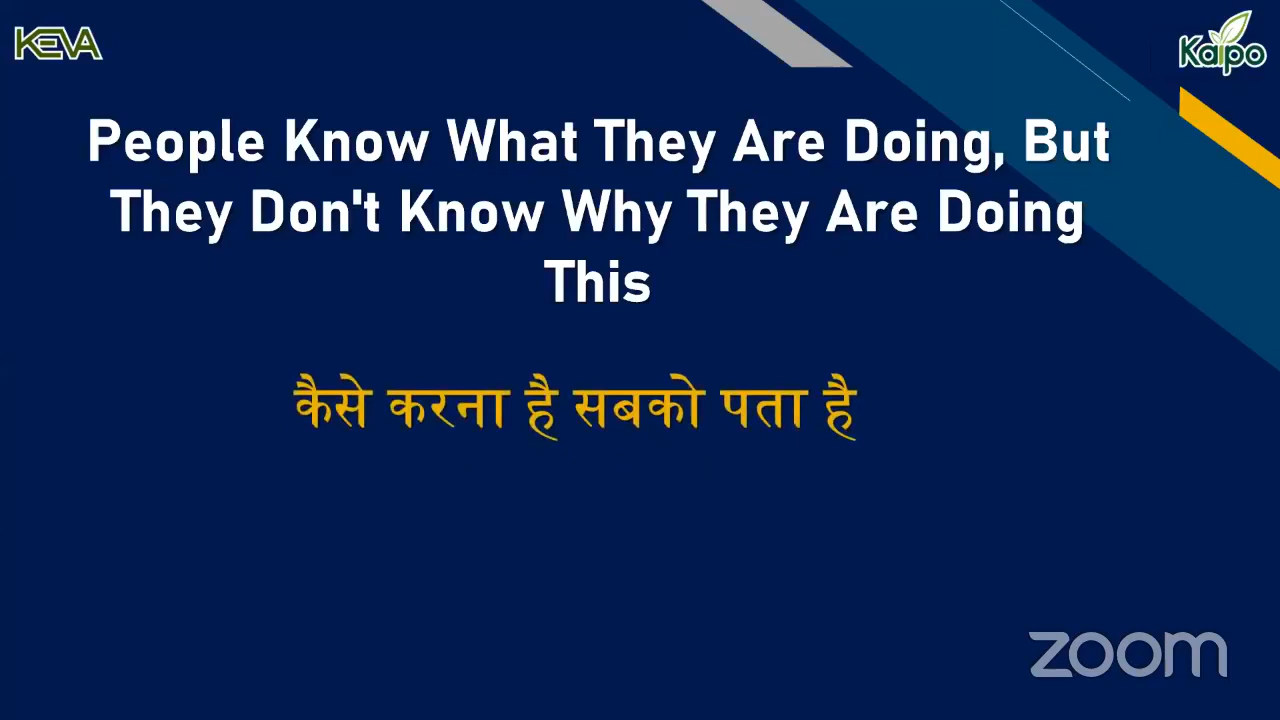 KEVA
Kaipo
People Know What They Are Doing, But
They Don't Know Why They Are Doing
This
कैसे करना है सबको पता है
zoom